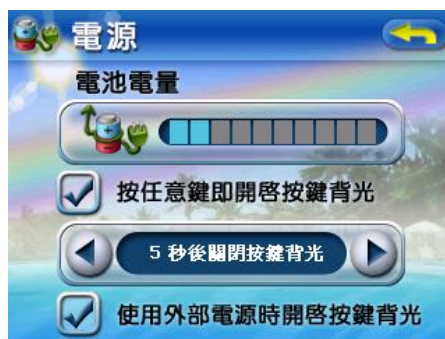 電源
電池電量
按任意鍵即開啓按鍵背光
5 秒後關閉按鍵背光
使用外部電源時開啓按鍵背光